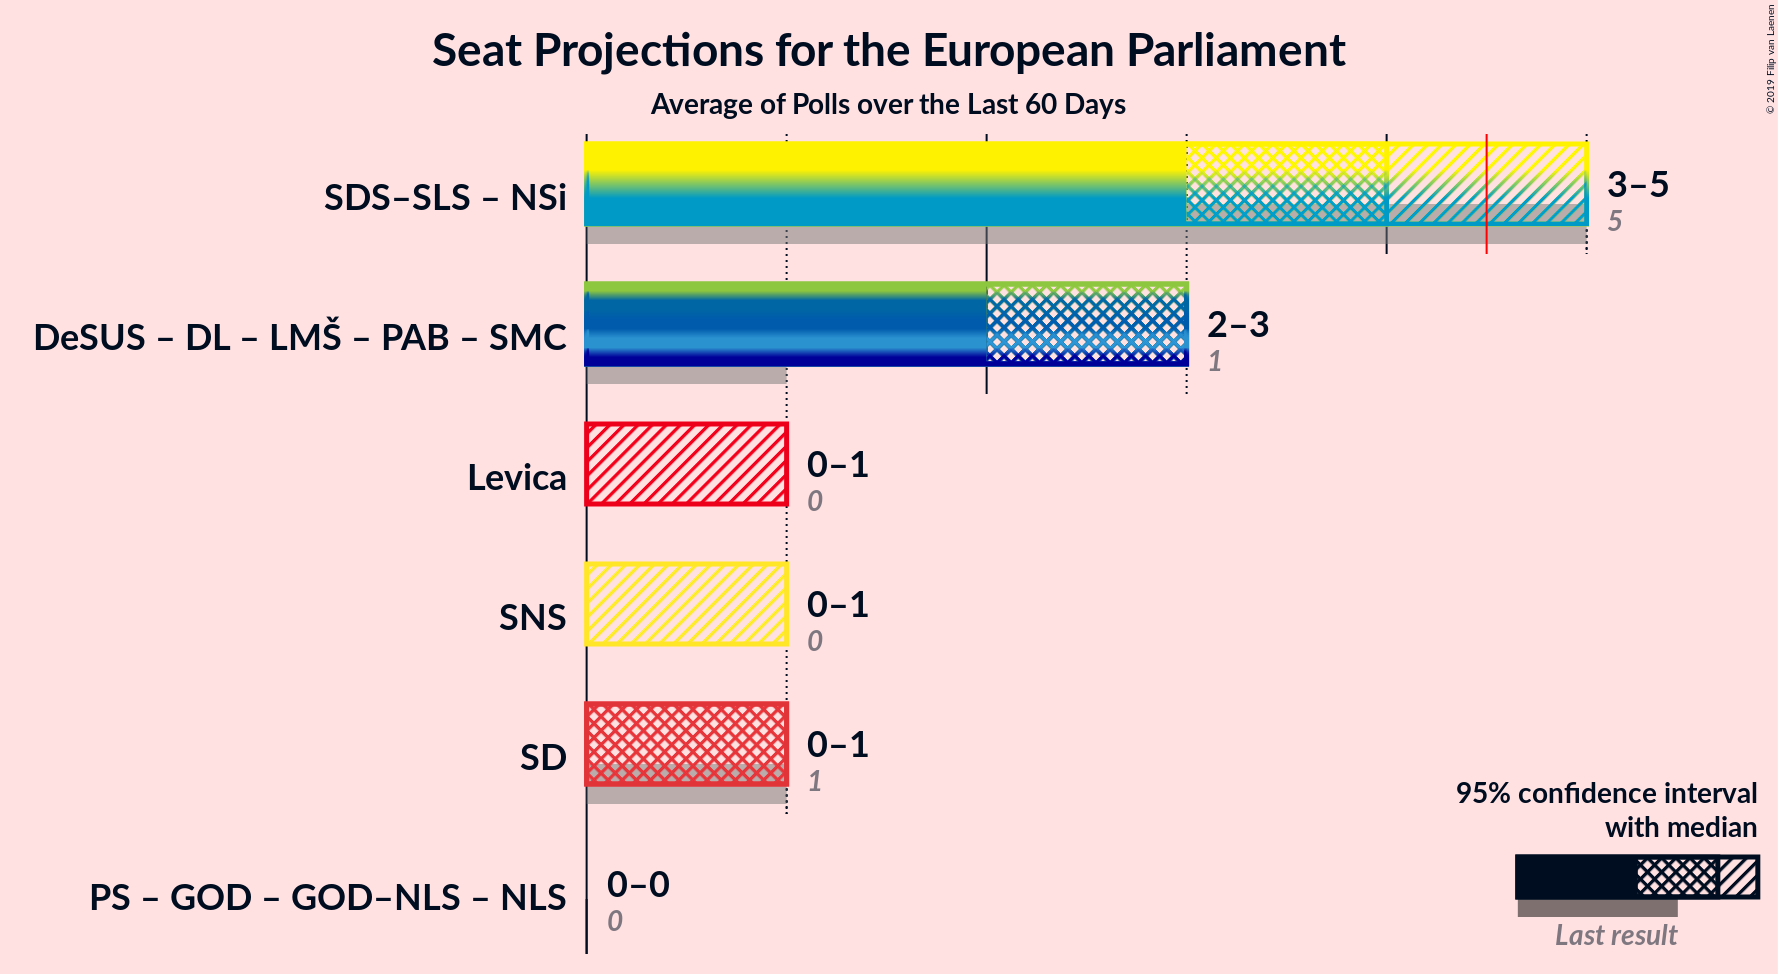 Seat Projections for the European Parliament
Average of Polls over the Last 60 Days
© 2019 Filip van Laenen
SDS–SLS – NSi
3–5
5
DeSUS – DL – LMŠ – PAB – SMC
2–3
1
Levica
0–1
0
SNS
0–1
0
SD
0–1
1
PS – GOD – GOD–NLS – NLS
0–0
0
95% confidence interval
with median
Last result